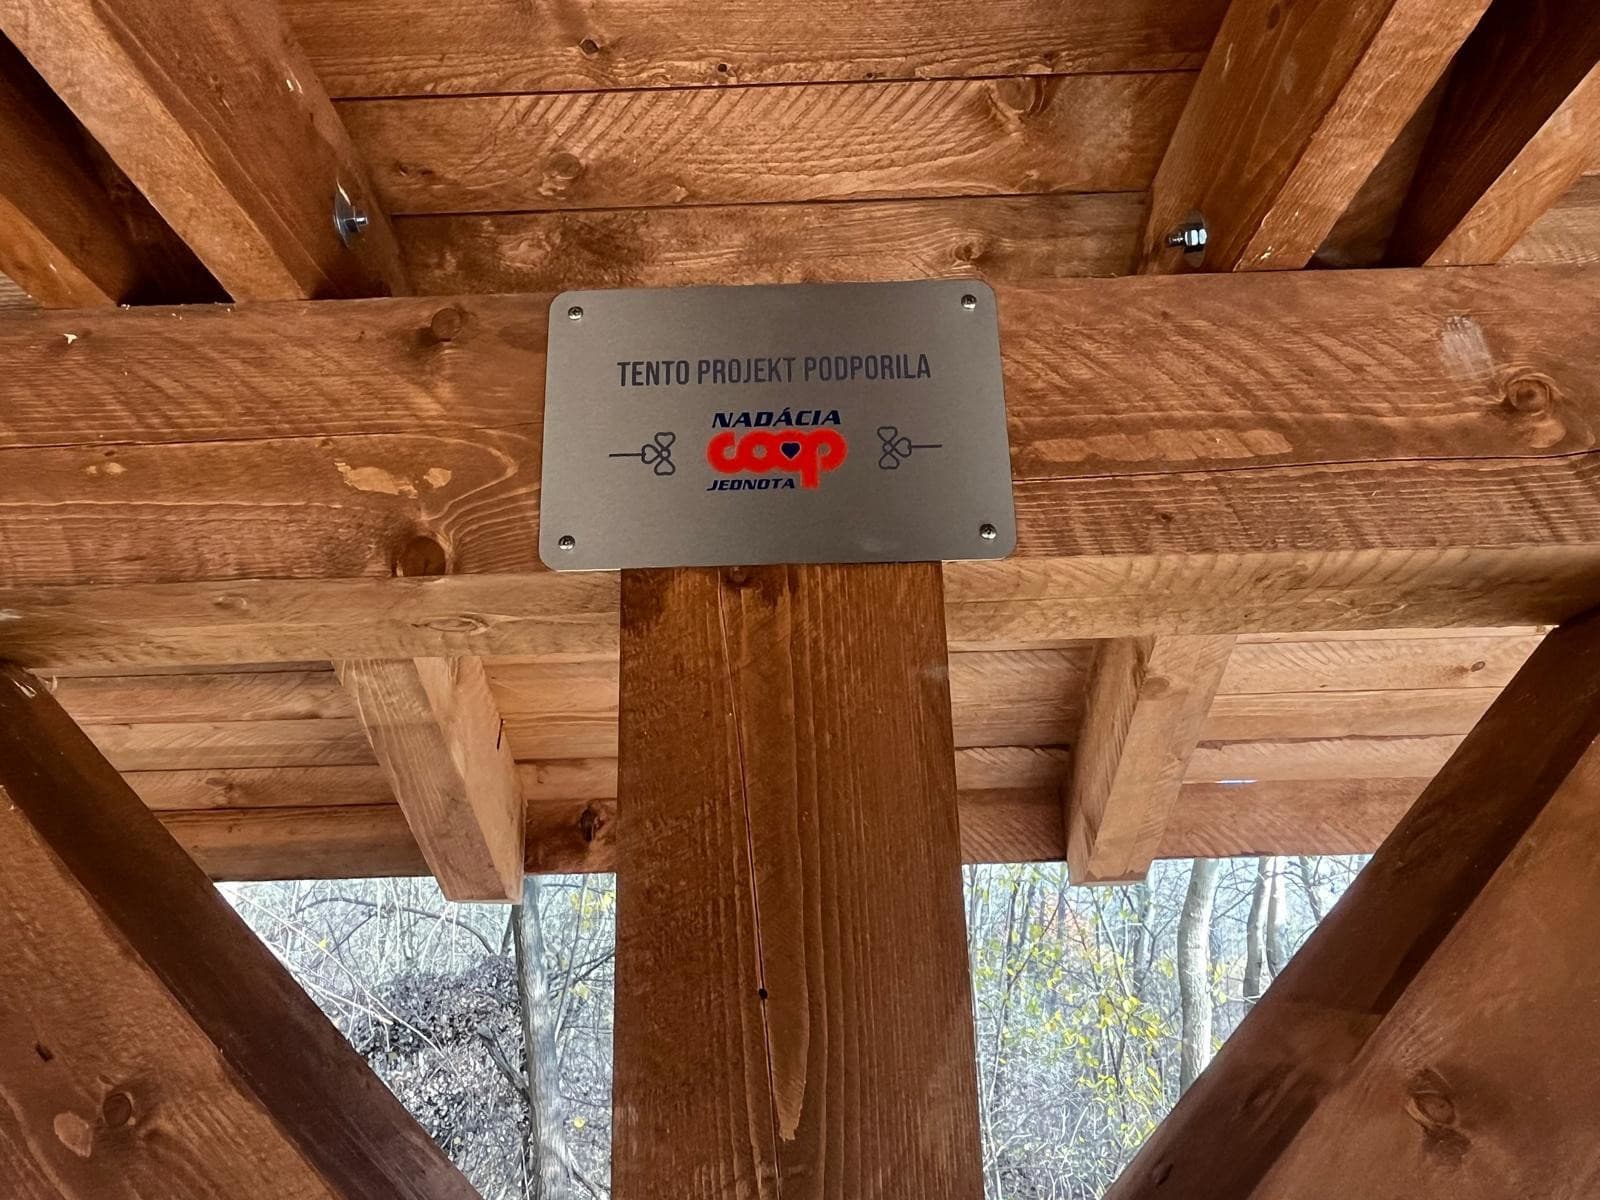 TENTO PROJEKT PODPORILA
NADÁCIA
coop
JEDNOTA